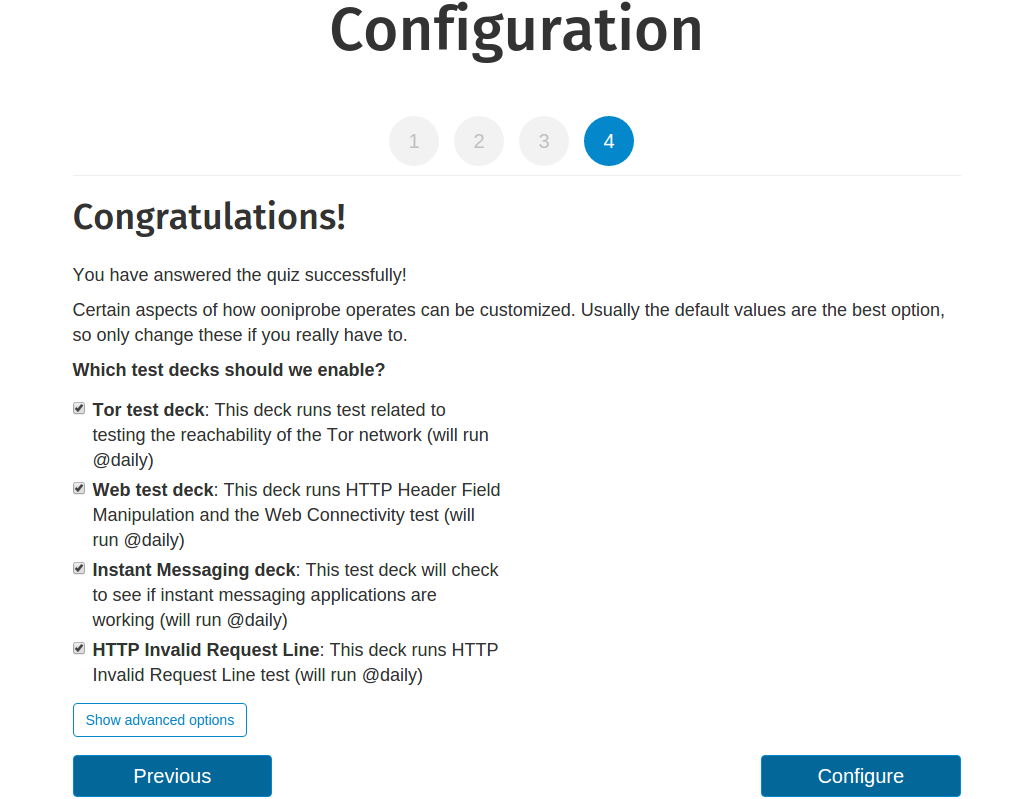 Configuration
1 2 3 4
Congratulations!
You have answered the quiz successfully!
Certain aspects of how ooniprobe operates can be customized. Usually the default values are the best option,
so only change these if you really have to.
Which test decks should we enable?
Tor test deck: This deck runs test related to
testing the reachability of the Tor network (will run
@daily)
Web test deck: This deck runs HTTP Header Field
Manipulation and the Web Connectivity test (will
run @daily)
Instant Messaging deck: This test deck will check
to see if instant messaging applications are
working (will run @daily)
HTTP Invalid Request Line: This deck runs HTTP
Invalid Request Line test (will run @daily)
Show advanced options
Previous Configure